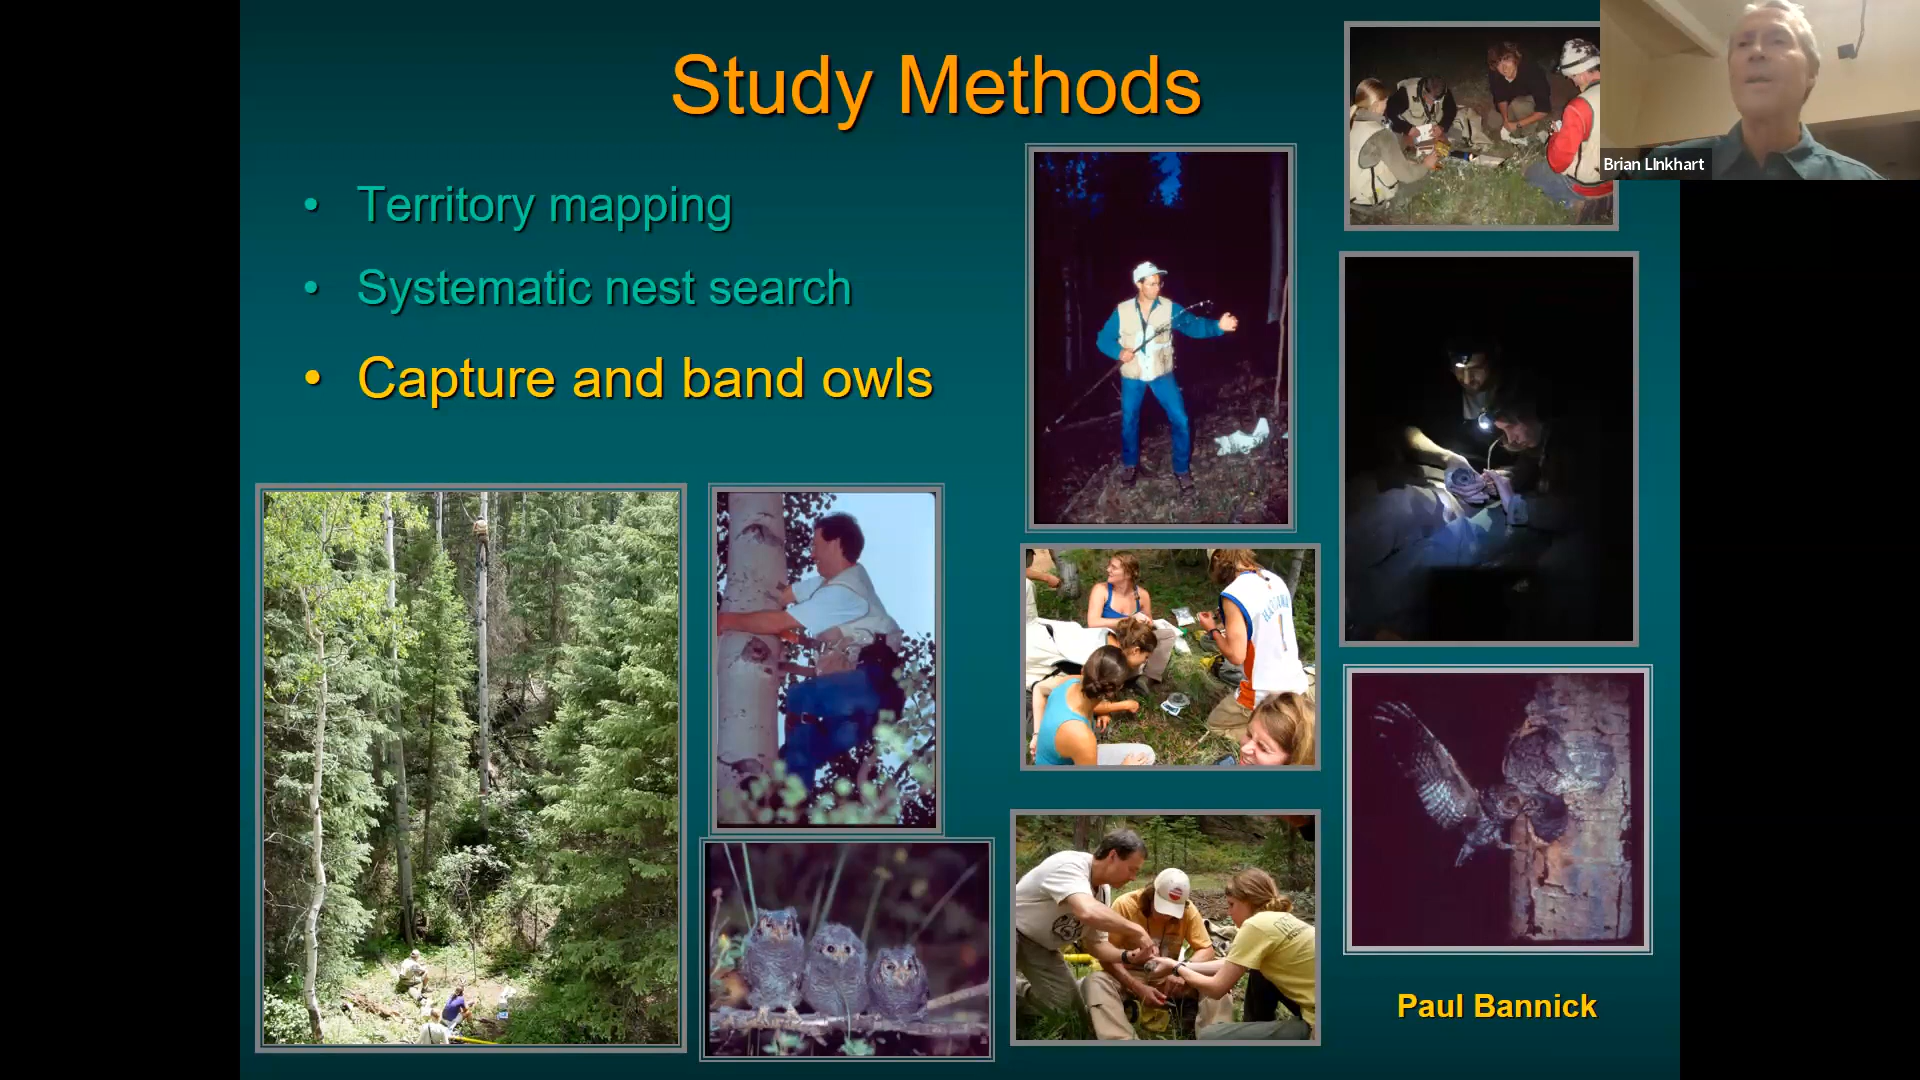 Study Methods
• Territory mapping
• Systematic nest search
• Capture and band owls
Brian LInkhart
Paul Bannick